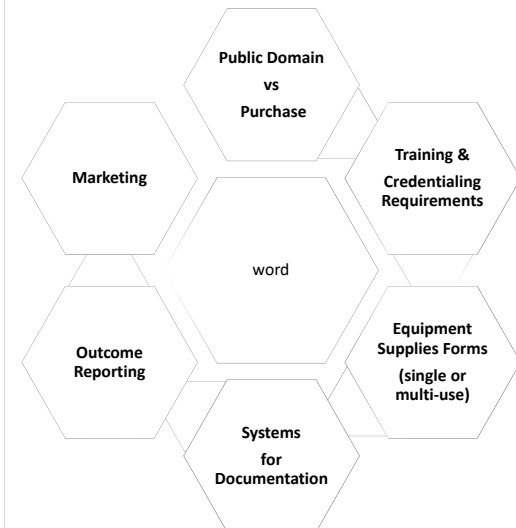 Public Domain
vs
Purchase
Training &
Credentialing
Requirements
Equipment
Supplies Forms
(single or
multi-use)
Systems
for
Documentation
Outcome
Reporting
Marketing
word